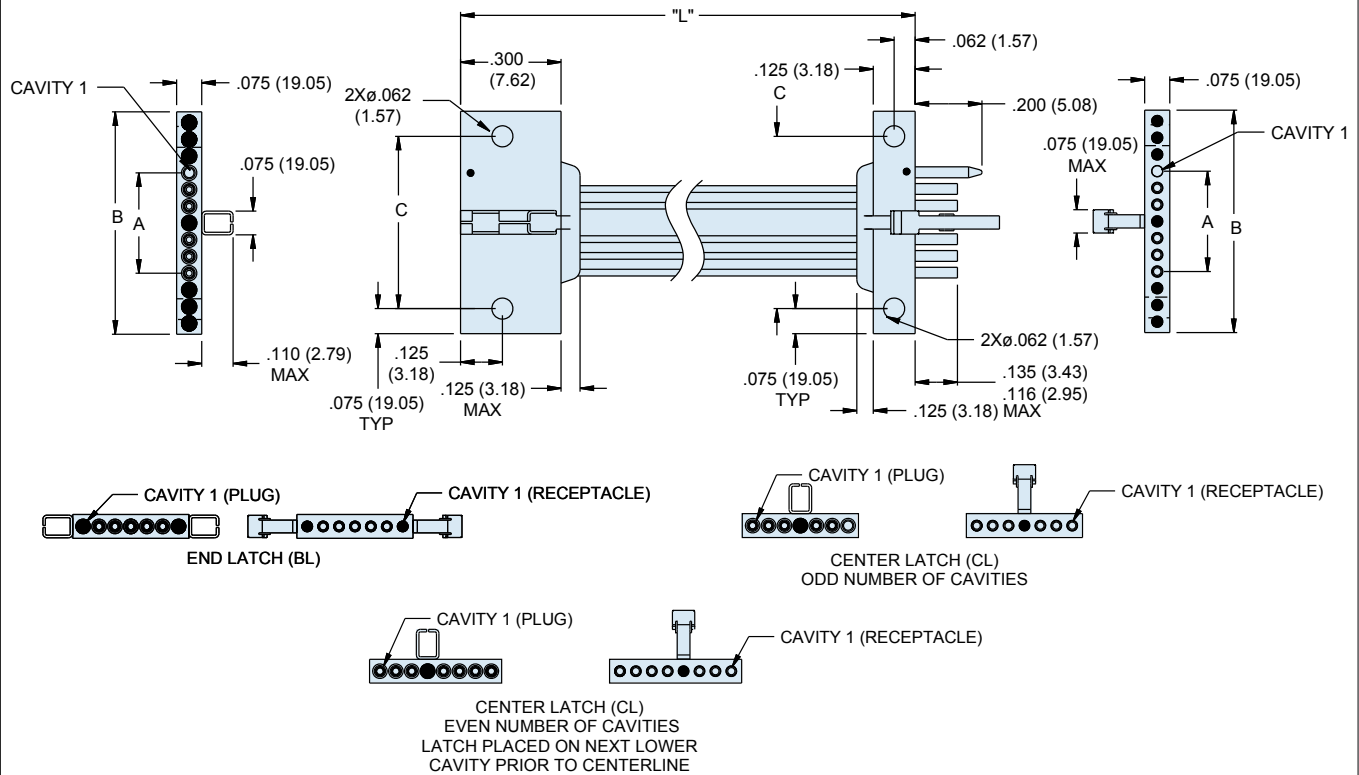 "L"
.062 (1.57)
.300
(7.62)
.125 (3.18)
CAVITY 1
.075 (19.05)
2Xø.062
(1.57)
C
.200 (5.08)
.075 (19.05)
CAVITY 1
.075 (19.05)
.075 (19.05)
MAX
B
A
C
A
B
.110 (2.79)
MAX
.125
(3.18)
.075 (19.05)
TYP
.125 (3.18)
MAX
2Xø.062 (1.57)
.075 (19.05)
TYP
.135 (3.43)
.116 (2.95)
.125 (3.18) MAX
CAVITY 1 (PLUG)
CAVITY 1 (RECEPTACLE)
END LATCH (BL)
CAVITY 1 (PLUG)
CAVITY 1 (RECEPTACLE)
CENTER LATCH (CL)
ODD NUMBER OF CAVITIES
CAVITY 1 (PLUG)
CAVITY 1 (RECEPTACLE)
CENTER LATCH (CL)
EVEN NUMBER OF CAVITIES
LATCH PLACED ON NEXT LOWER
CAVITY PRIOR TO CENTERLINE